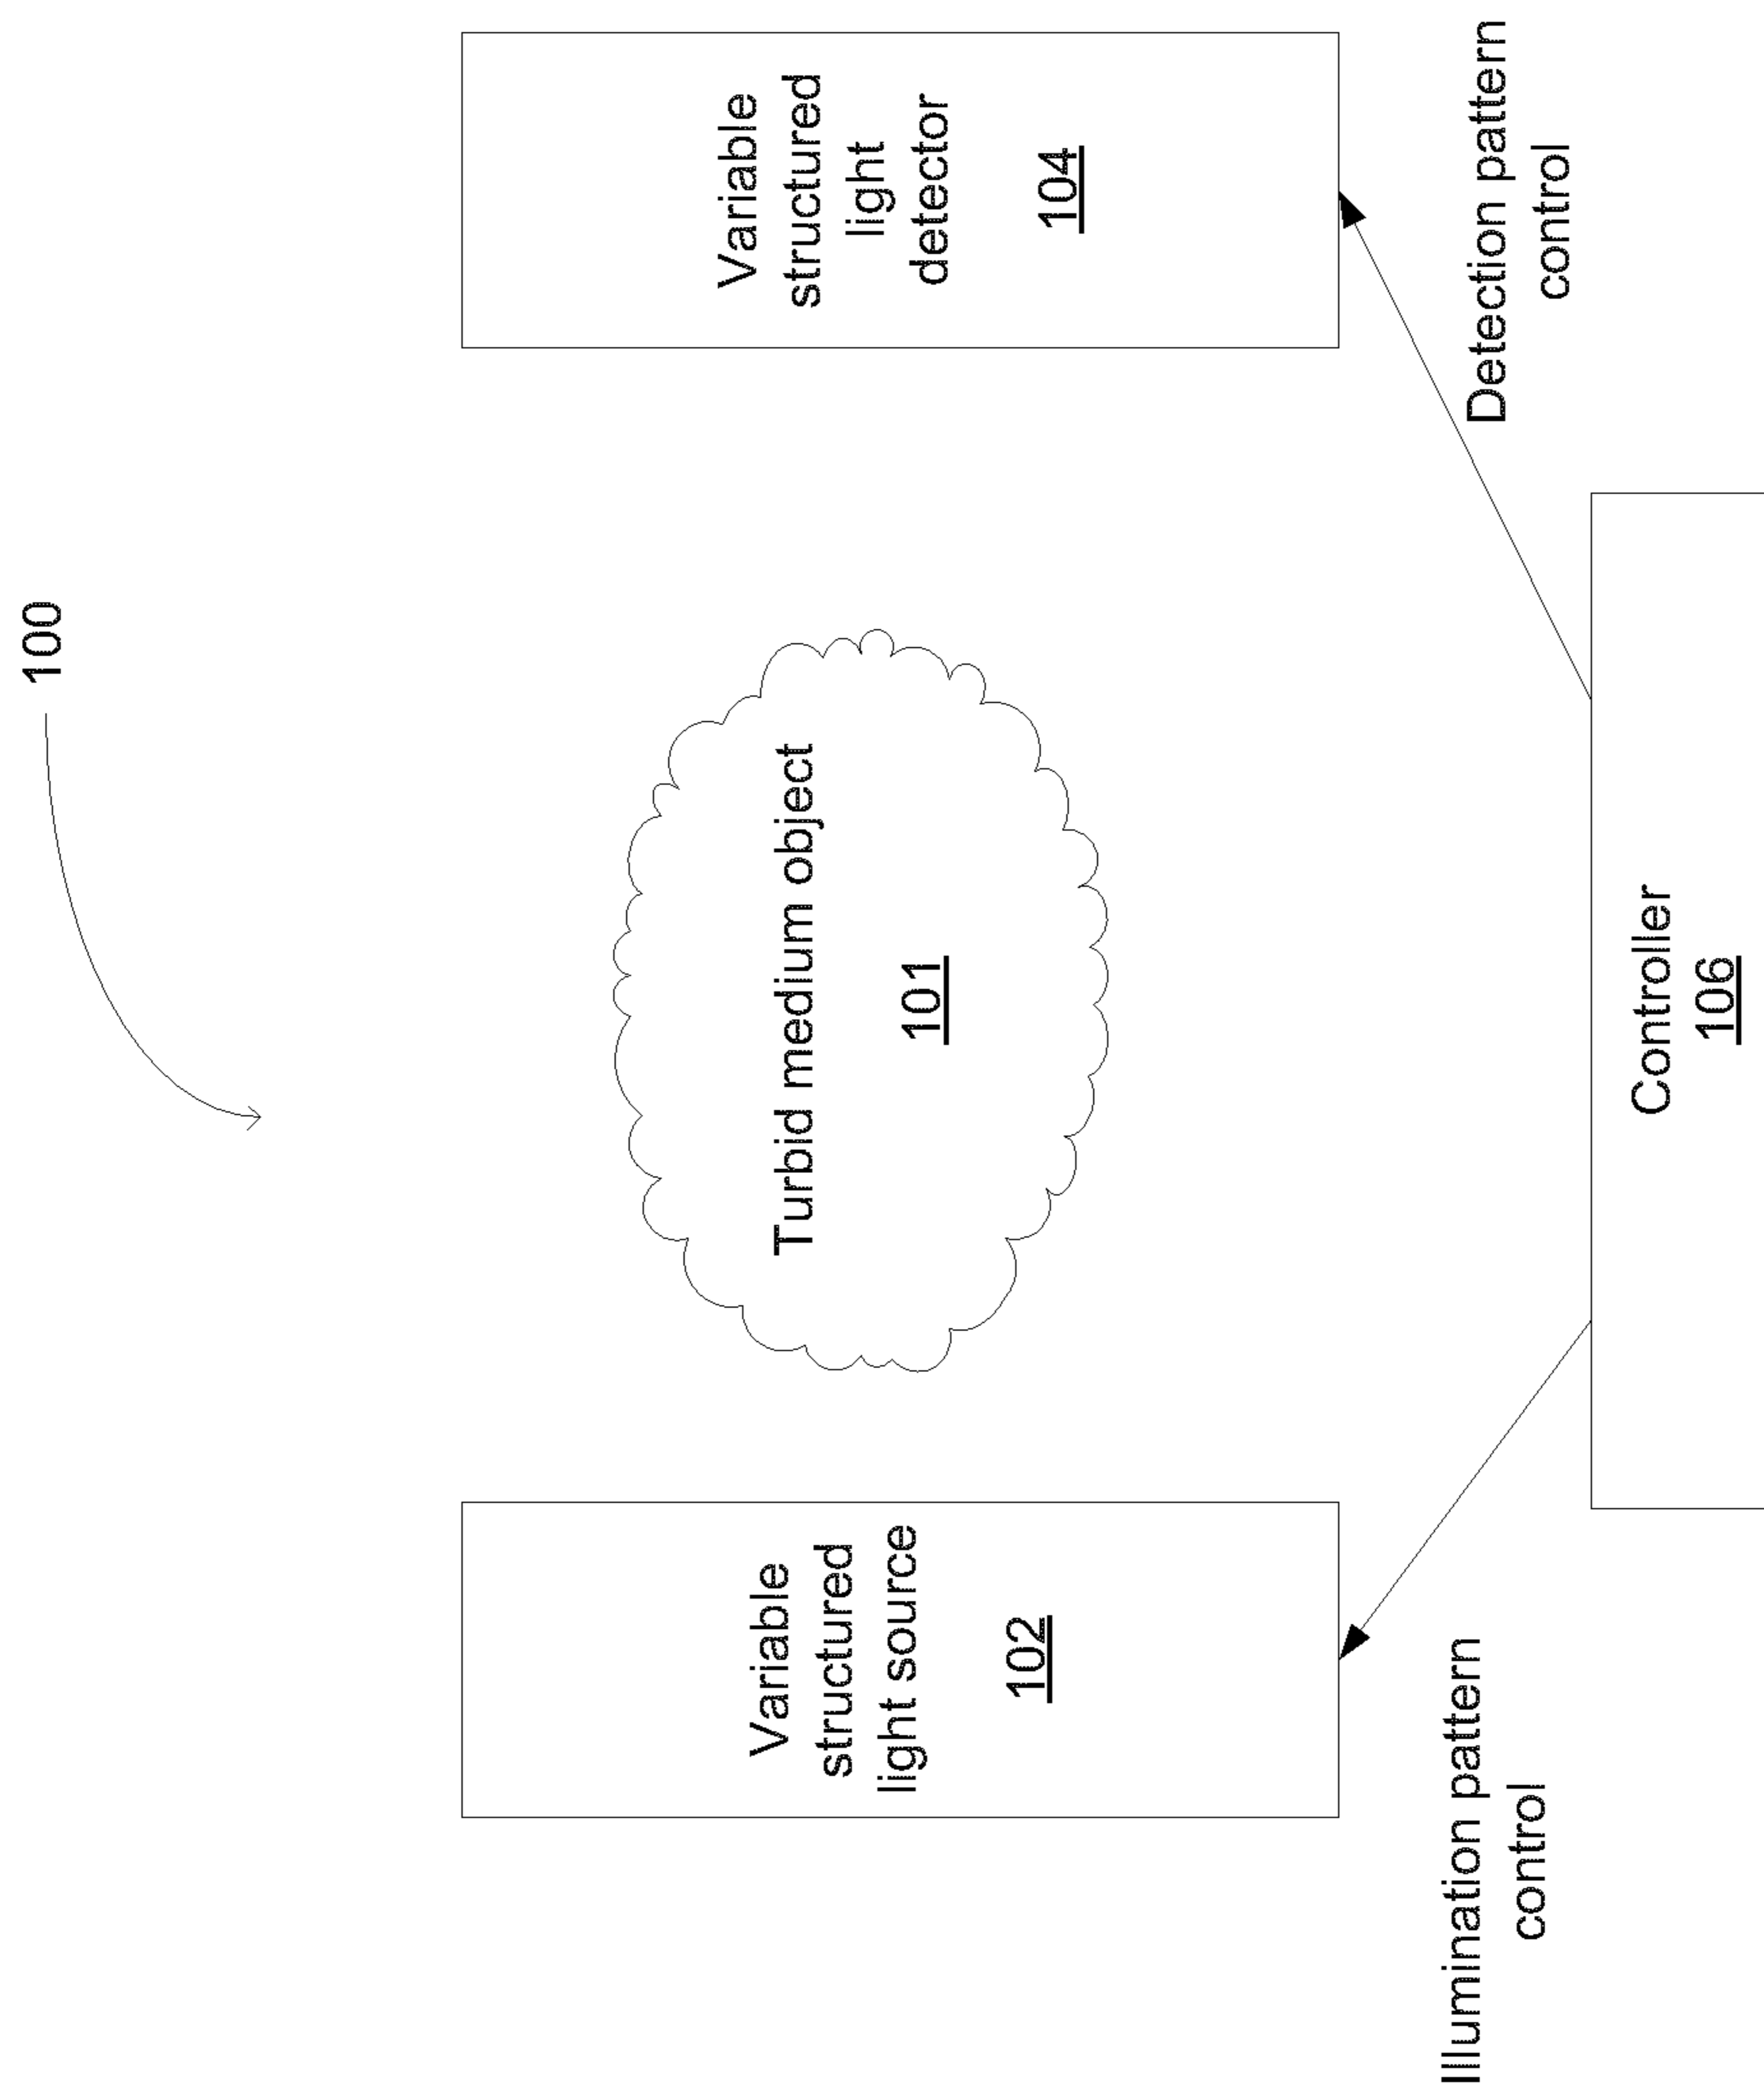 100
Variable
structured
light source
102
Turbid medium object
101
Variable
structured
light
detector
104
Illumination pattern
control
Detection pattern
control
Controller
106